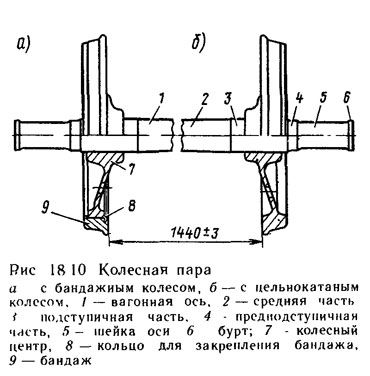 а)
б)
1
2
3
4
5
6
7
8
9
1440±3
Рис 18.10 Колесная пара
а с бандажным колесом, б — с цельнокатаным
колесом, 1 — вагонная ось, 2 — средняя часть
3 подступичная часть, 4 - предподступичная
часть, 5 — шейка оси 6 бурт; 7 - колесный
центр, 8 — кольцо для закрепления бандажа,
9 — бандаж